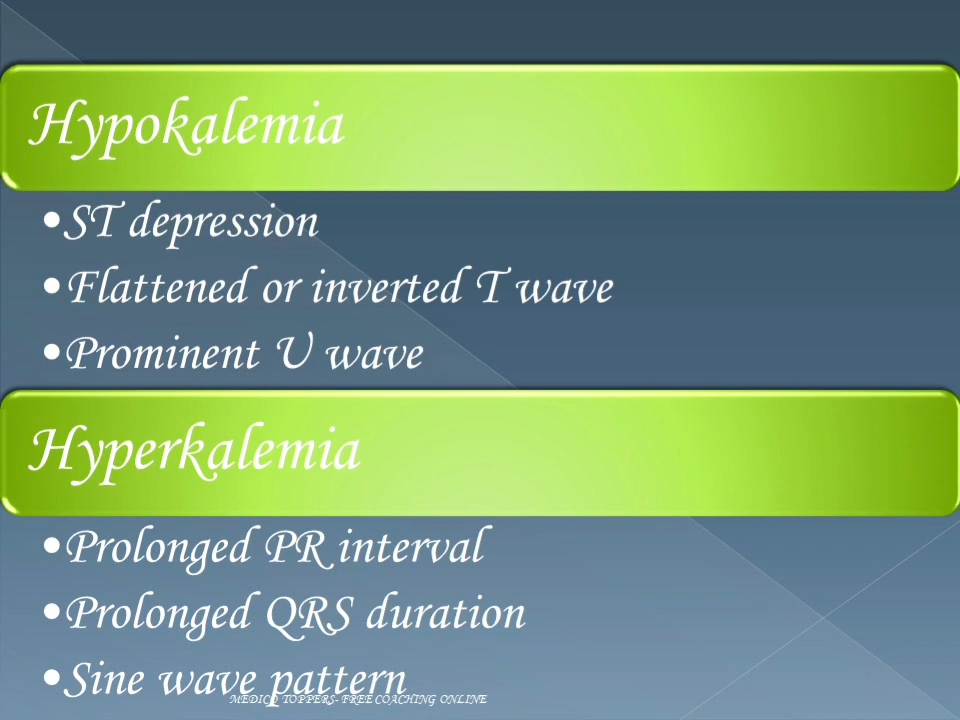 Hypokalemia
•ST depression
•Flattened or inverted T wave
•Prominent U wave
Hyperkalemia
•Prolonged PR interval
•Prolonged QRS duration
•Sine wave pattern
MEDICO TOPPERS- FREE COACHING ONLINE